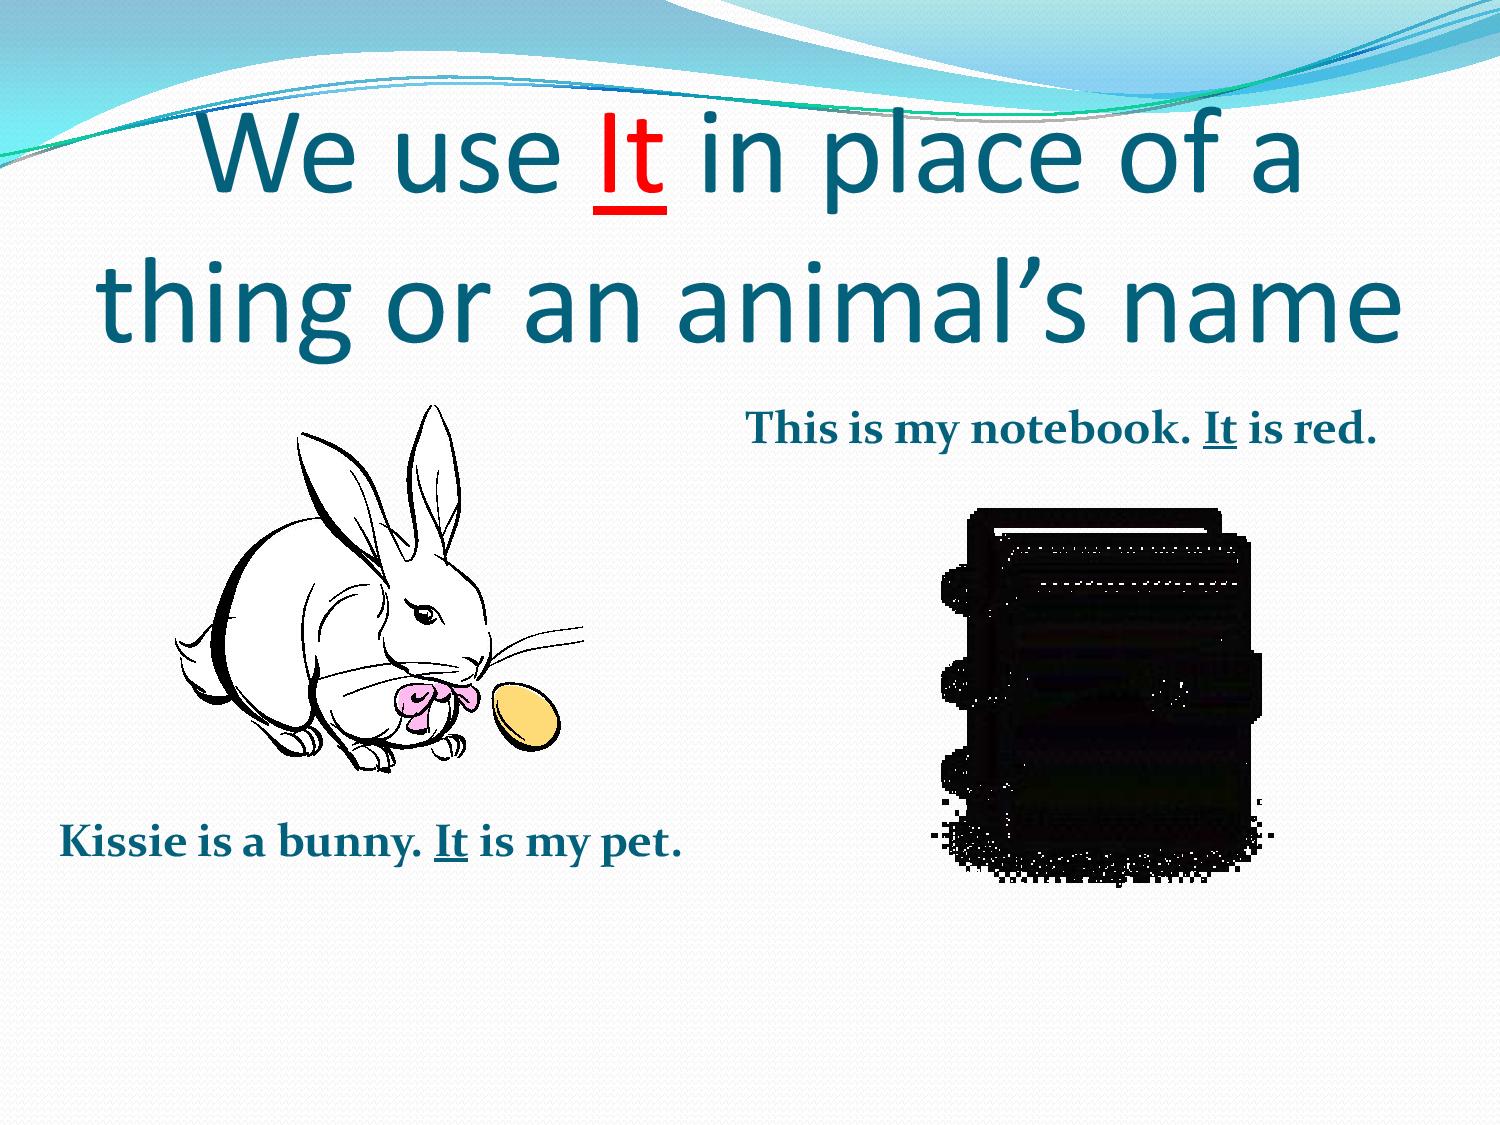 We use It in place of a
thing or an animal’s name
This is my notebook. It is red.
Kissie is a bunny. It is my pet.